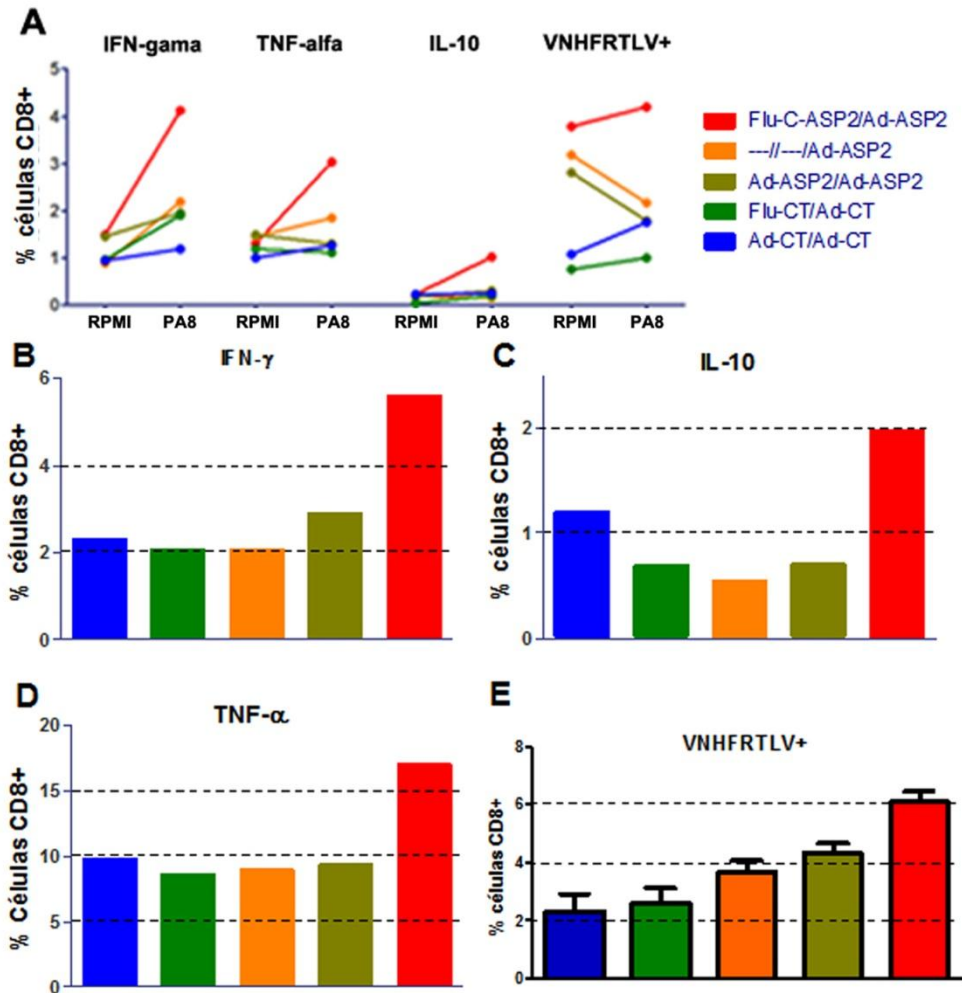 A
IFN-gama TNF-alfa IL-10 VNHFRTLV+
% células CD8+
5
4
3
2
1
0
RPMI PA8 RPMI PA8 RPMI PA8 RPMI PA8
Flu-C-ASP2/Ad-ASP2
---//---/Ad-ASP2
Ad-ASP2/Ad-ASP2
Flu-CT/Ad-CT
Ad-CT/Ad-CT
B
IFN-γ
% células CD8+
6
4
2
0
C
IL-10
% células CD8+
2
1
0
D
TNF-α
% Células CD8+
20
15
10
5
0
E
VNHFRTLV+
% células CD8+
8
6
4
2
0